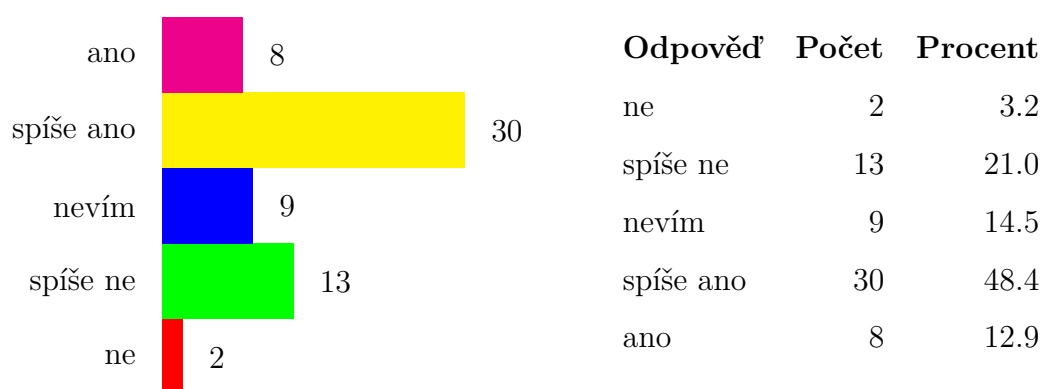 ano 8
spíše ano 30
nevím 9
spíše ne 13
ne 2
Odpověď Počet Procent
ne 2 3.2
spíše ne 13 21.0
nevím 9 14.5
spíše ano 30 48.4
ano 8 12.9